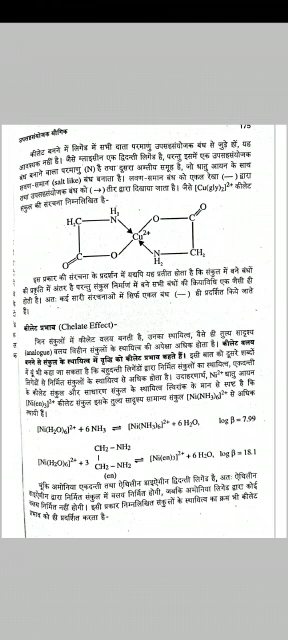 उपसहसंयोजक यौगिक
175
कीलेट बनने में लिगेंड में सभी दाता परमाणु उपसहसंयोजक बंध से जुड़े हों, यह
आवश्यक नहीं है। जैसे ग्लाइसीन एक द्विदन्ती लिगेंड है, परन्तु इसमें एक उपसहसंयोजक
बंध बनाने वाला परमाणु (N) है तथा दूसरा अम्लीय समूह है, जो धातु आयन के साथ
लवण-समान (salt like) बंध बनाता है। लवण-समान बंध को एकल रेखा (—) द्वारा
तथा उपसहसंयोजक बंध को (→) तीर द्वारा दिखाया जाता है। जैसे [Cu(gly)₂]²⁺ कीलेट
संकुल की संरचना निम्नलिखित है-
H₂C
H₂
N
O
O
C
Cu²⁺
C
O
O
N
H₂
CH₂
इस प्रकार की संरचना के प्रदर्शन में यद्यपि यह प्रतीत होता है कि संकुल में बने बंधों
की प्रकृति में अंतर है परन्तु संकुल निर्माण में बने सभी बंधों की क्रियाविधि एक जैसी ही
होती है। अतः कई सारी संरचनाओं में सिर्फ एकल बंध (—) ही प्रदर्शित किये जाते
हैं।
कीलेट प्रभाव (Chelate Effect)-
जिन संकुलों में कीलेट वलय बनती है, उनका स्थायित्व, वैसे ही तुल्य सादृश्य
(analogue) वलय विहीन संकुलों के स्थायित्व की अपेक्षा अधिक होता है। कीलेट वलय
बनने से संकुल के स्थायित्व में वृद्धि को कीलेट प्रभाव कहते हैं। इसी बात को दूसरे शब्दों
में यूं भी कहा जा सकता है कि बहुदन्ती लिगेंडों द्वारा निर्मित संकुलों का स्थायित्व, एकदन्ती
लिगेंडों से निर्मित संकुलों के स्थायित्व से अधिक होता है। उदाहरणार्थ, Ni²⁺ धातु आयन
के कीलेट संकुल और साधारण संकुल के स्थायित्व स्थिरांक के मान से स्पष्ट है कि
[Ni(en)₃]²⁺ कीलेट संकुल इसके तुल्य सादृश्य सामान्य संकुल [Ni(NH₃)₆]²⁺ से अधिक
स्थायी है।
[Ni(H₂O)₆]²⁺ + 6 NH₃ ⇌ [Ni(NH₃)₆]²⁺ + 6 H₂O, log β = 7.99
CH₂ – NH₂
[Ni(H₂O)₆]²⁺ + 3 | ⇌ [Ni(en)₃]²⁺ + 6 H₂O, log β = 18.1
CH₂ – NH₂
(en)
चूंकि अमोनिया एकदन्ती तथा ऐथिलीन डाइऐमीन द्विदन्ती लिगेंड है, अतः ऐथिलीन
डाइऐमीन द्वारा निर्मित संकुल में वलय निर्मित होगी, जबकि अमोनिया लिगेंड द्वारा कोई
वलय निर्मित नहीं होगी। इसी प्रकार निम्नलिखित संकुलों के स्थायित्व का क्रम भी कीलेट
प्रभाव को ही प्रदर्शित करता है-